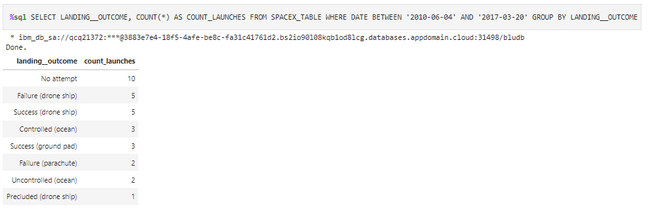 %sql SELECT LANDING__OUTCOME, COUNT(*) AS COUNT_LAUNCHES FROM SPACEX_TABLE WHERE DATE BETWEEN '2010-06-04' AND '2017-03-20' GROUP BY LANDING__OUTCOME
* ibm_db_sa://qcq21372:***@3883e7e4-18f5-4afe-be8c-fa31c41761d2.bs2io90l08kqb1od8lcg.databases.appdomain.cloud:31498/bludb
Done.
landing__outcome count_launches
No attempt 10
Failure (drone ship) 5
Success (drone ship) 5
Controlled (ocean) 3
Success (ground pad) 3
Failure (parachute) 2
Uncontrolled (ocean) 2
Precluded (drone ship) 1